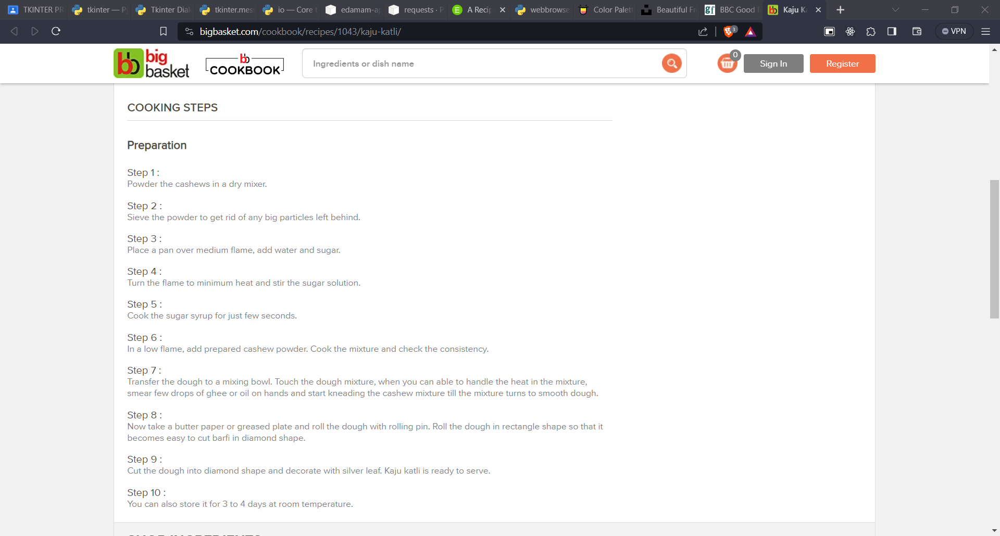 TKINTER PR
tkinter — Py
Tkinter Dial
tkinter.mes
io — Core t
edamam-a
requests · P
A Recip
webbrowse
Color Palett
Beautiful Fr
BBC Good F
Kaju K
bigbasket.com/cookbook/recipes/1043/kaju-katli/
3
VPN
bb
big
basket
bb
COOKBOOK
Ingredients or dish name
0
Sign In
Register
COOKING STEPS
Preparation
Step 1 :
Powder the cashews in a dry mixer.
Step 2 :
Sieve the powder to get rid of any big particles left behind.
Step 3 :
Place a pan over medium flame, add water and sugar.
Step 4 :
Turn the flame to minimum heat and stir the sugar solution.
Step 5 :
Cook the sugar syrup for just few seconds.
Step 6 :
In a low flame, add prepared cashew powder. Cook the mixture and check the consistency.
Step 7 :
Transfer the dough to a mixing bowl. Touch the dough mixture, when you can able to handle the heat in the mixture,
smear few drops of ghee or oil on hands and start kneading the cashew mixture till the mixture turns to smooth dough.
Step 8 :
Now take a butter paper or greased plate and roll the dough with rolling pin. Roll the dough in rectangle shape so that it
becomes easy to cut barfi in diamond shape.
Step 9 :
Cut the dough into diamond shape and decorate with silver leaf. Kaju katli is ready to serve.
Step 10 :
You can also store it for 3 to 4 days at room temperature.